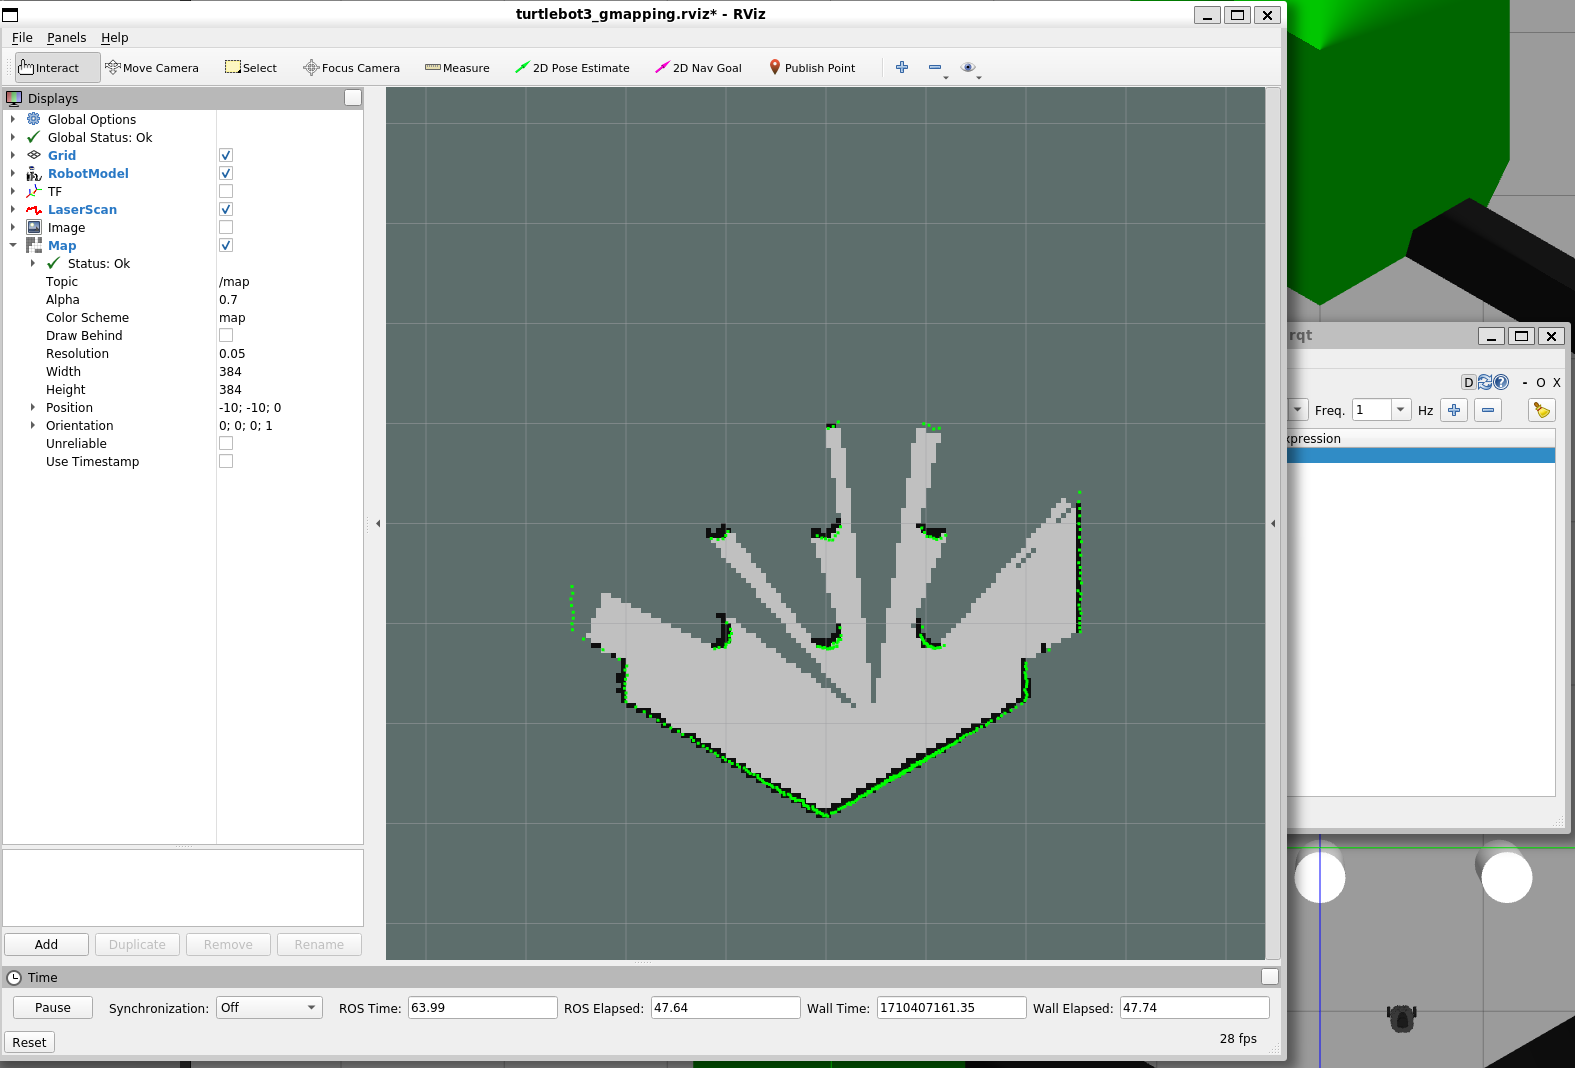 turtlebot3_gmapping.rviz* - RViz
File Panels Help
Interact Move Camera Select Focus Camera Measure 2D Pose Estimate 2D Nav Goal Publish Point
Displays
Global Options
Global Status: Ok
Grid
RobotModel
TF
LaserScan
Image
Map
Status: Ok
Topic /map
Alpha 0.7
Color Scheme map
Draw Behind
Resolution 0.05
Width 384
Height 384
Position -10; -10; 0
Orientation 0; 0; 0; 1
Unreliable
Use Timestamp
Add Duplicate Remove Rename
Time
Pause Synchronization: Off ROS Time: 63.99 ROS Elapsed: 47.64 Wall Time: 1710407161.35 Wall Elapsed: 47.74
Reset 28 fps
rqt
D - O X
Freq. 1 Hz
xpression